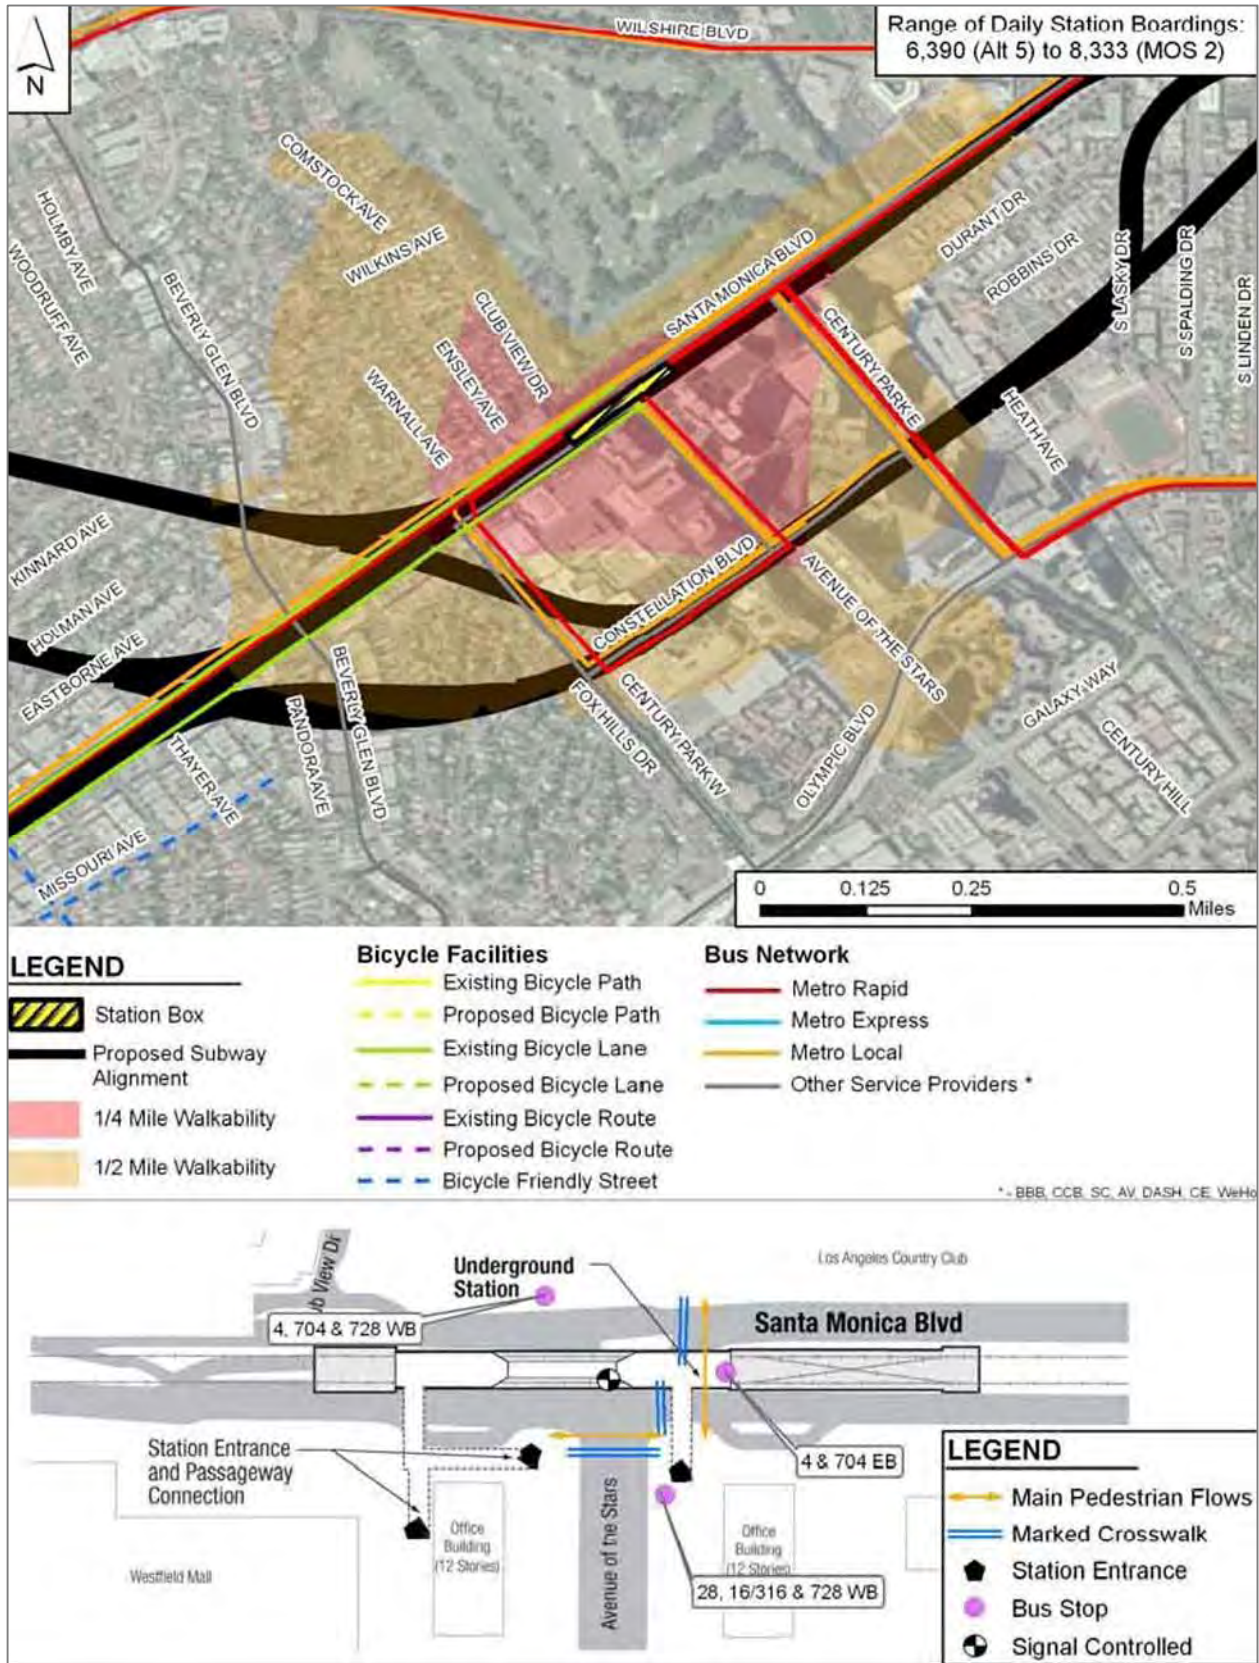 WILSHIRE BLVD
Range of Daily Station Boardings:
6,390 (Alt 5) to 8,333 (MOS 2)
N
COMSTOCK AVE
WILKINS AVE
HOLMBY AVE
WOODRUFF AVE
BEVERLY GLEN BLVD
CLUB VIEW DR
ENSLEY AVE
WARNALL AVE
SANTA MONICA BLVD
DURANT DR
ROBBINS DR
S LASKY DR
S SPALDING DR
S LINDEN DR
CENTURY PARK E
HEATH AVE
KINNARD AVE
HOLMAN AVE
EASTBORNE AVE
CONSTELLATION BLVD
AVENUE OF THE STARS
THAYER AVE
PANDORA AVE
BEVERLY GLEN BLVD
FOX HILLS DR
CENTURY PARK W
OLYMPIC BLVD
GALAXY WAY
CENTURY HILL
MISSOURI AVE
0 0.125 0.25 0.5
Miles
LEGEND
Station Box
Proposed Subway
Alignment
1/4 Mile Walkability
1/2 Mile Walkability
Bicycle Facilities
Existing Bicycle Path
Proposed Bicycle Path
Existing Bicycle Lane
Proposed Bicycle Lane
Existing Bicycle Route
Proposed Bicycle Route
Bicycle Friendly Street
Bus Network
Metro Rapid
Metro Express
Metro Local
Other Service Providers *
* - BBB, CCB, SC, AV, DASH, CE, WeHo
ub View Dr
Underground
Station
Los Angeles Country Club
4, 704 & 728 WB
Santa Monica Blvd
Station Entrance
and Passageway
Connection
4 & 704 EB
Office
Building
(12 Stories)
Avenue of the Stars
Office
Building
(12 Stories)
Westfield Mall
28, 16/316 & 728 WB
LEGEND
Main Pedestrian Flows
Marked Crosswalk
Station Entrance
Bus Stop
Signal Controlled